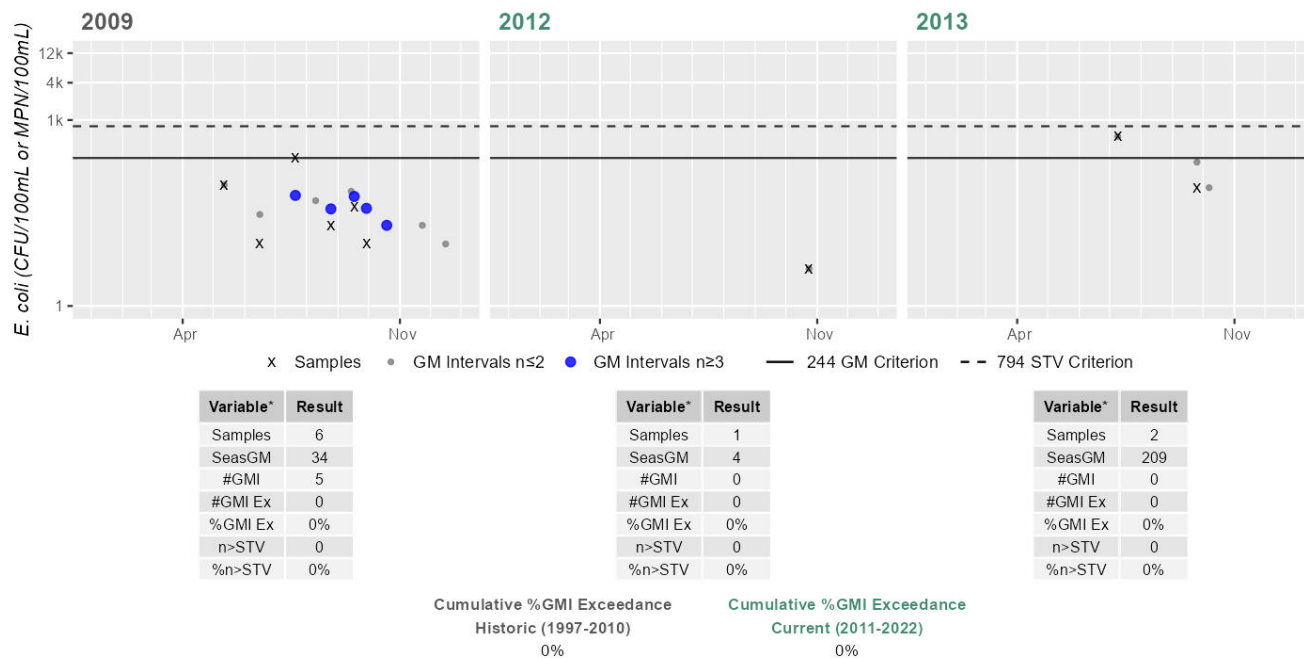 2009 2012 2013
E. coli (CFU/100mL or MPN/100mL)
12k
4k
1k
1
Apr Nov Apr Nov Apr Nov
x Samples GM Intervals n≤2 GM Intervals n≥3 244 GM Criterion 794 STV Criterion
Variable* Result
Samples 6
SeasGM 34
#GMI 5
#GMI Ex 0
%GMI Ex 0%
n>STV 0
%n>STV 0%
Variable* Result
Samples 1
SeasGM 4
#GMI 0
#GMI Ex 0
%GMI Ex 0%
n>STV 0
%n>STV 0%
Variable* Result
Samples 2
SeasGM 209
#GMI 0
#GMI Ex 0
%GMI Ex 0%
n>STV 0
%n>STV 0%
Cumulative %GMI Exceedance
Historic (1997-2010)
0%
Cumulative %GMI Exceedance
Current (2011-2022)
0%